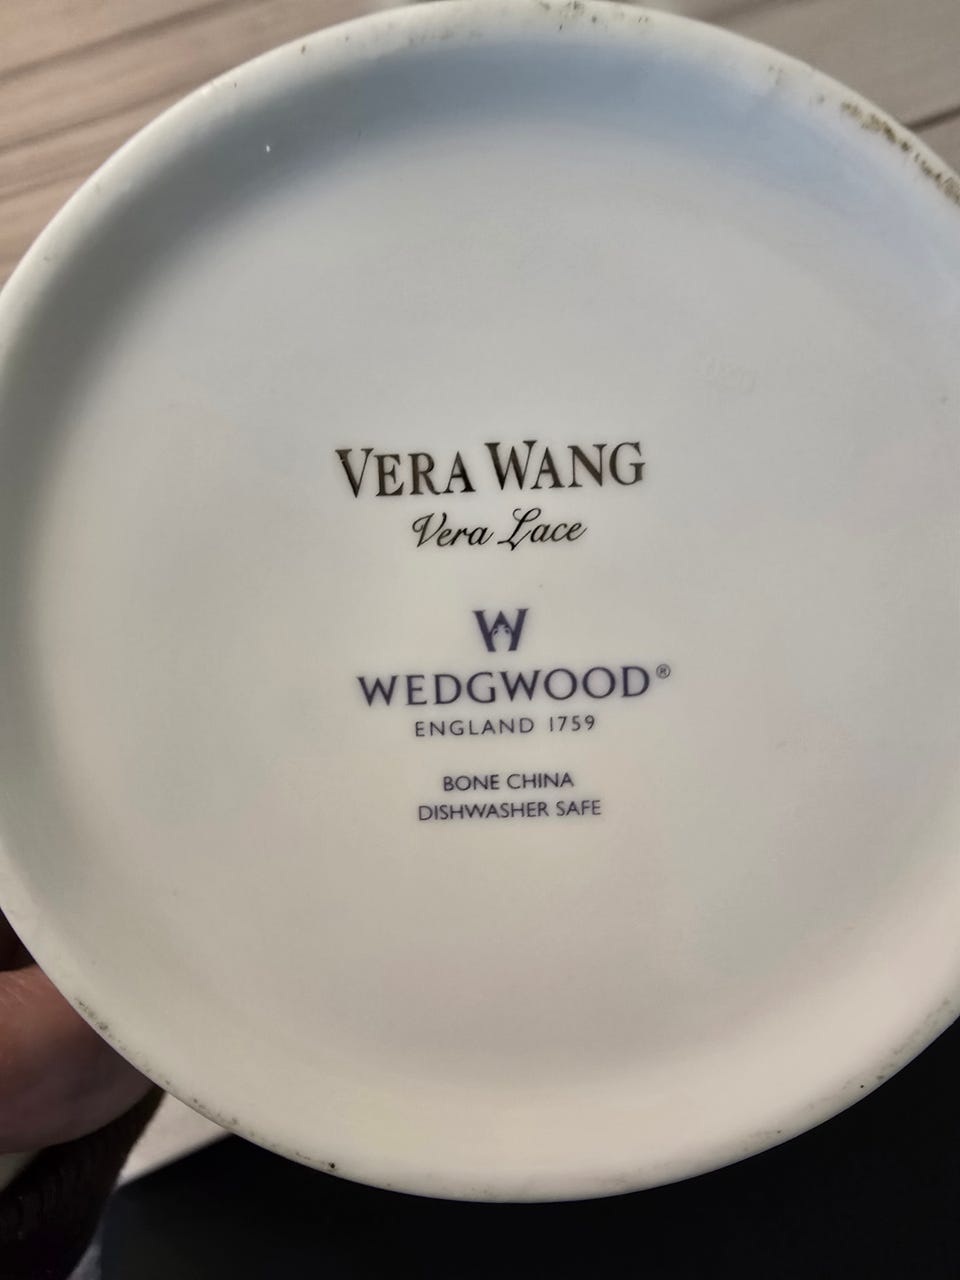 VERA WANG
Vera Lace
W
WEDGWOOD®
ENGLAND 1759
BONE CHINA
DISHWASHER SAFE